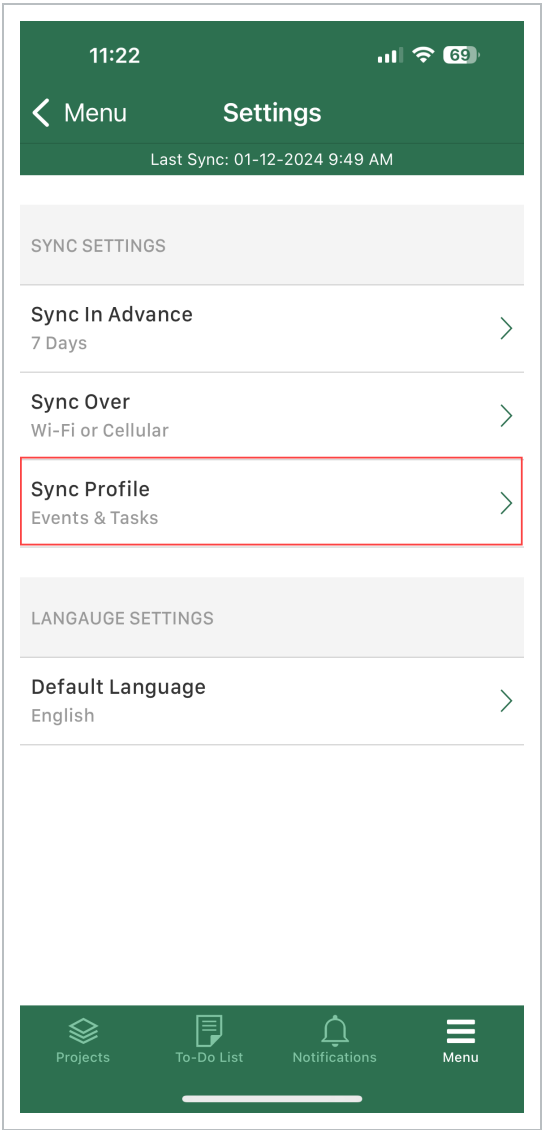 11:22
69
Menu
Settings
Last Sync: 01-12-2024 9:49 AM
SYNC SETTINGS
Sync In Advance
7 Days
Sync Over
Wi-Fi or Cellular
Sync Profile
Events & Tasks
LANGAUGE SETTINGS
Default Language
English
Projects
To-Do List
Notifications
Menu